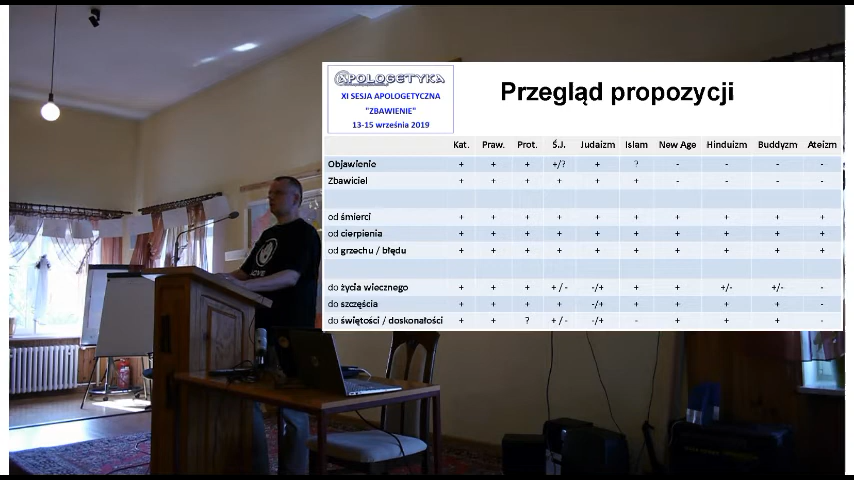 APOLOGETYKA
XI SESJA APOLOGETYCZNA
"ZBAWIENIE"
13-15 września 2019
Przegląd propozycji
Kat. Praw. Prot. Ś.J. Judaizm Islam New Age Hinduizm Buddyzm Ateizm
Objawienie + + + +/? + ? - - - -
Zbawiciel + + + + + + - - - -
od śmierci + + + + + + + + + +
od cierpienia + + + + + + + + + +
od grzechu / błędu + + + + + + + + + +
do życia wiecznego + + + + / - -/+ + + +/- +/- -
do szczęścia + + + + -/+ + + + + -
do świętości / doskonałości + + ? + / - -/+ - + + + -